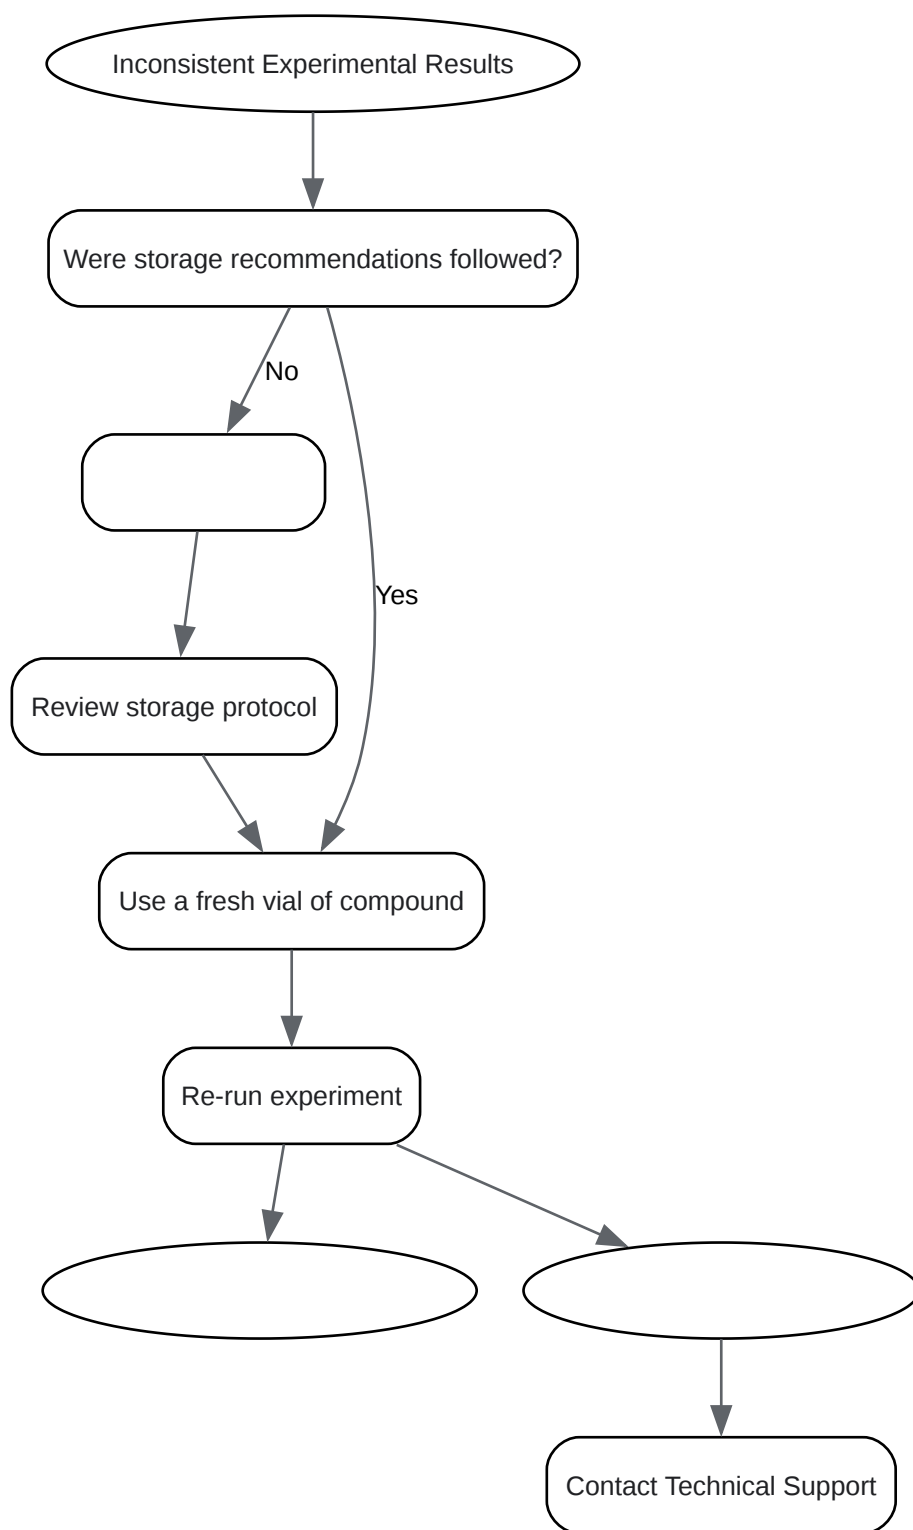 Inconsistent Experimental Results
Were storage recommendations followed?
No
Yes
Review storage protocol
Use a fresh vial of compound
Re-run experiment
Contact Technical Support